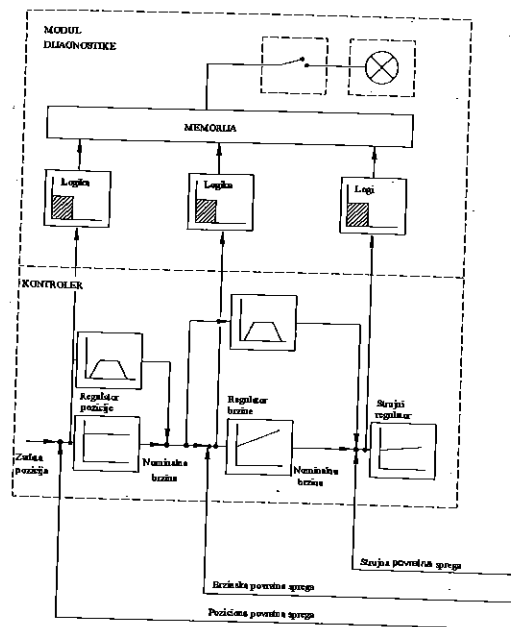 MODUL
DIJAGNOSTIKE
MEMORIJA
Logika
Logika
Logi
KONTROLER
Regulator
pozicije
Regulator
brzine
Strujni
regulator
Zadata
pozicija
Nominalna
brzina
Nominalna
brzina
Strujna povratna sprega
Brzinska povratna sprega
Poziciona povratna sprega